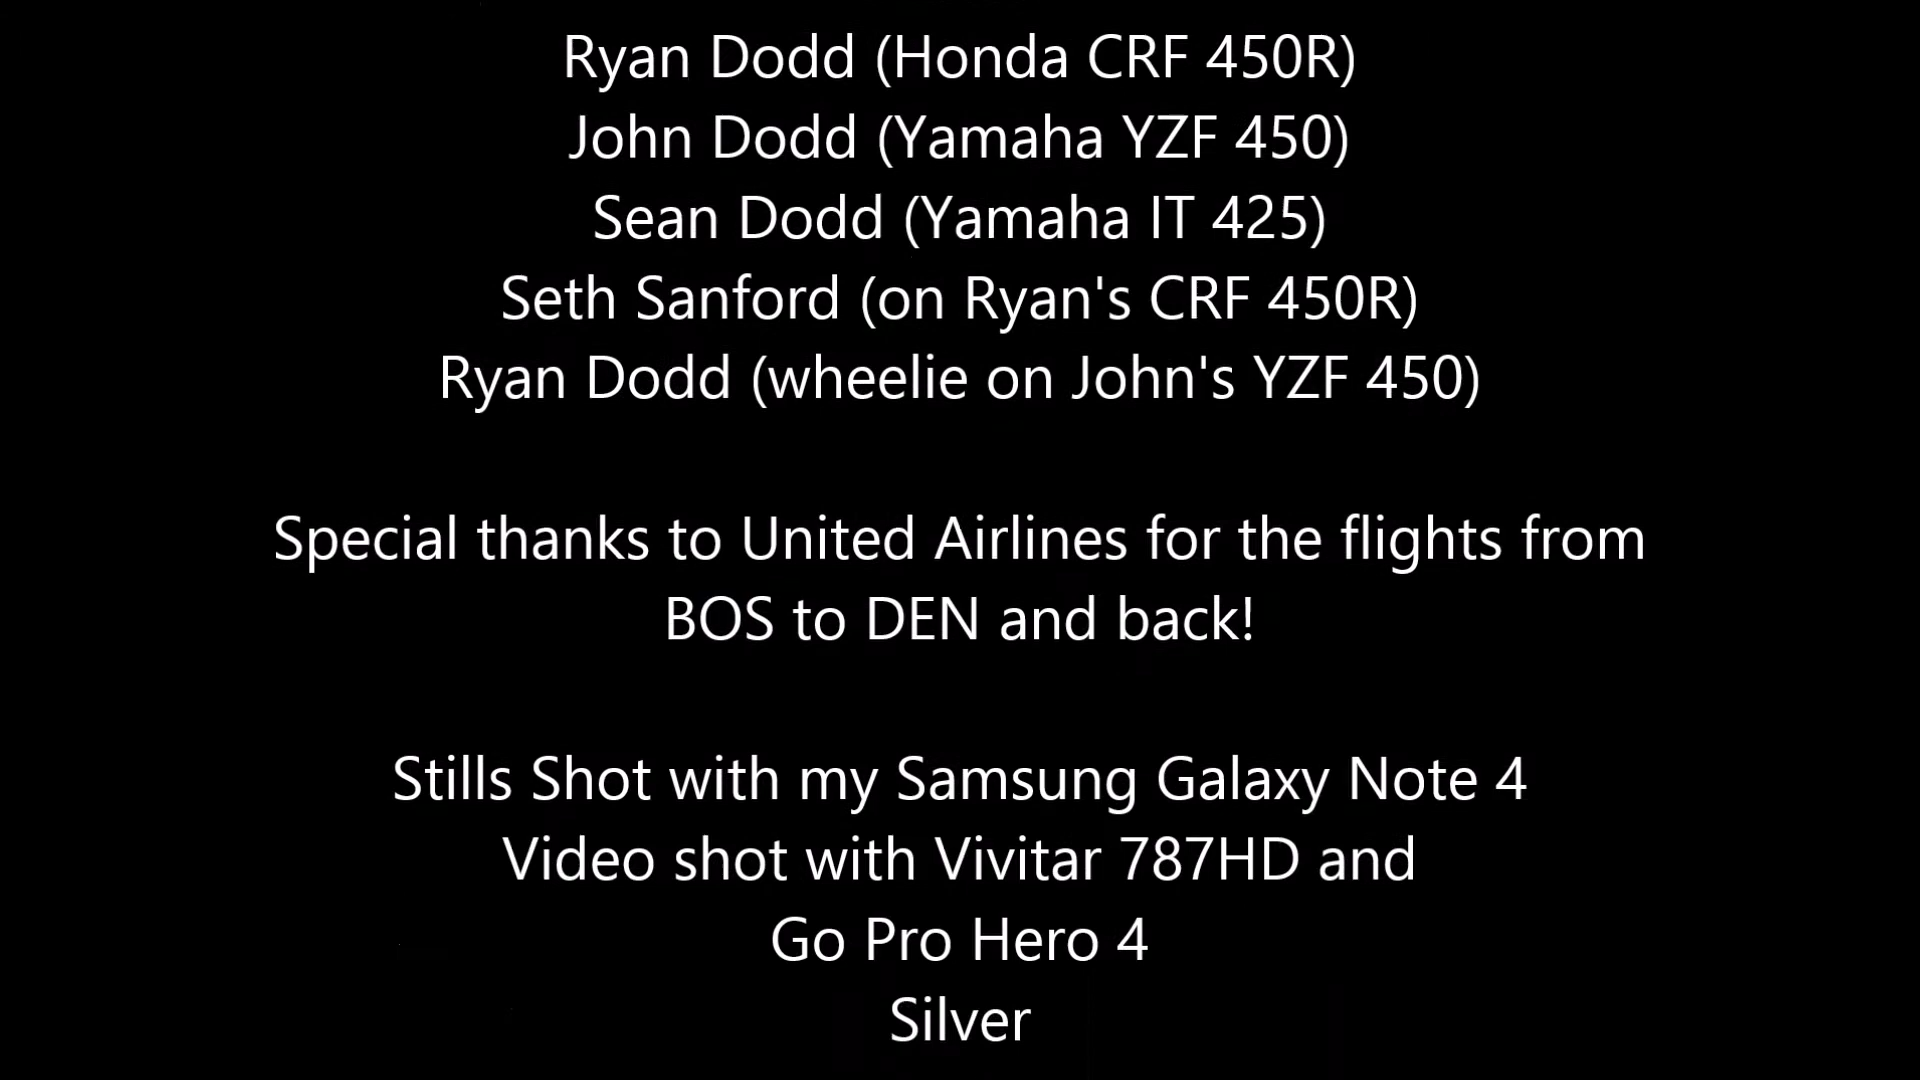 Ryan Dodd (Honda CRF 450R)
John Dodd (Yamaha YZF 450)
Sean Dodd (Yamaha IT 425)
Seth Sanford (on Ryan's CRF 450R)
Ryan Dodd (wheelie on John's YZF 450)
Special thanks to United Airlines for the flights from
BOS to DEN and back!
Stills Shot with my Samsung Galaxy Note 4
Video shot with Vivitar 787HD and
Go Pro Hero 4
Silver